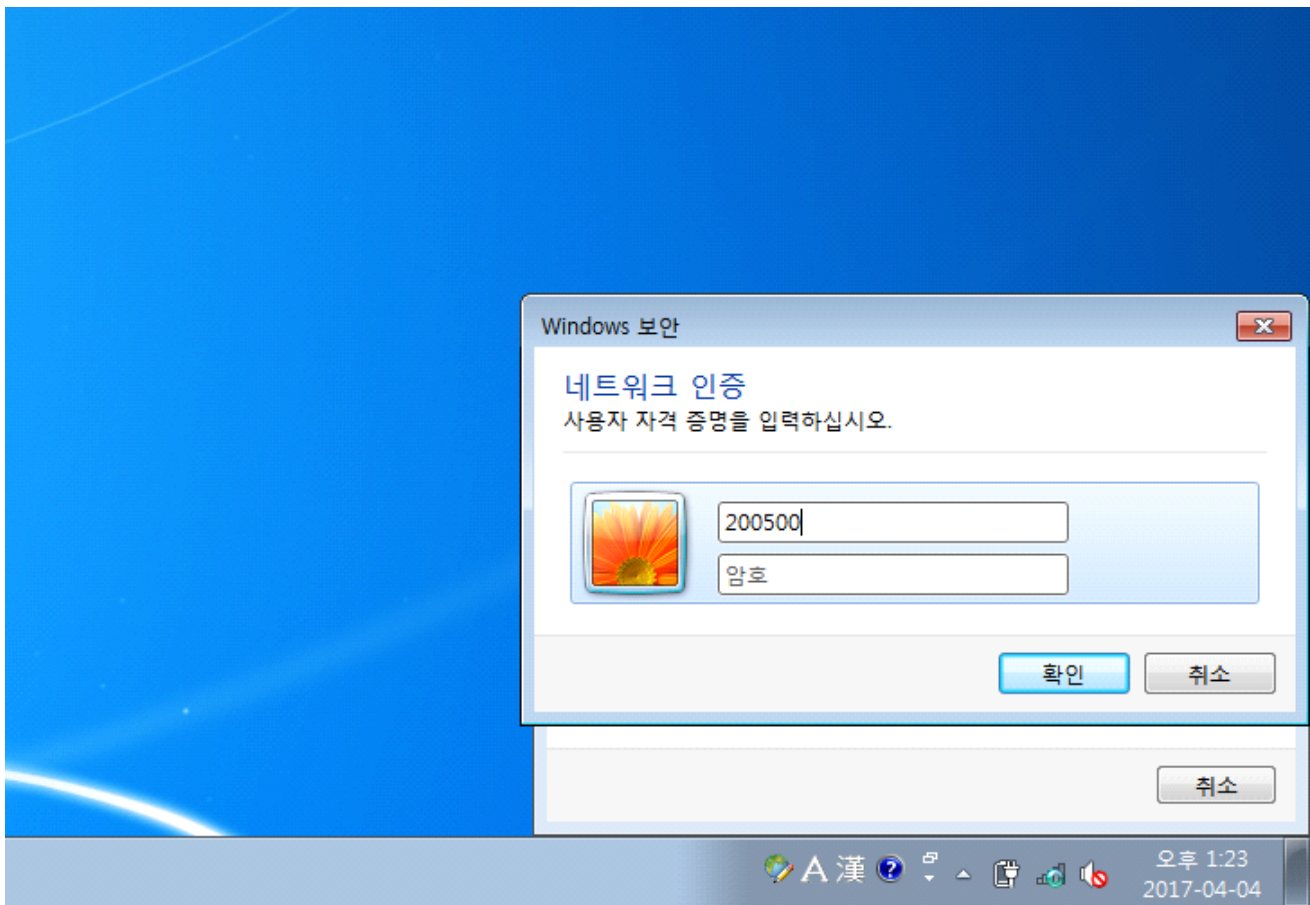 Windows 보안
네트워크 인증
사용자 자격 증명을 입력하십시오.
200500
암호
확인 취소
취소
A 漢 ?
오후 1:23
2017-04-04